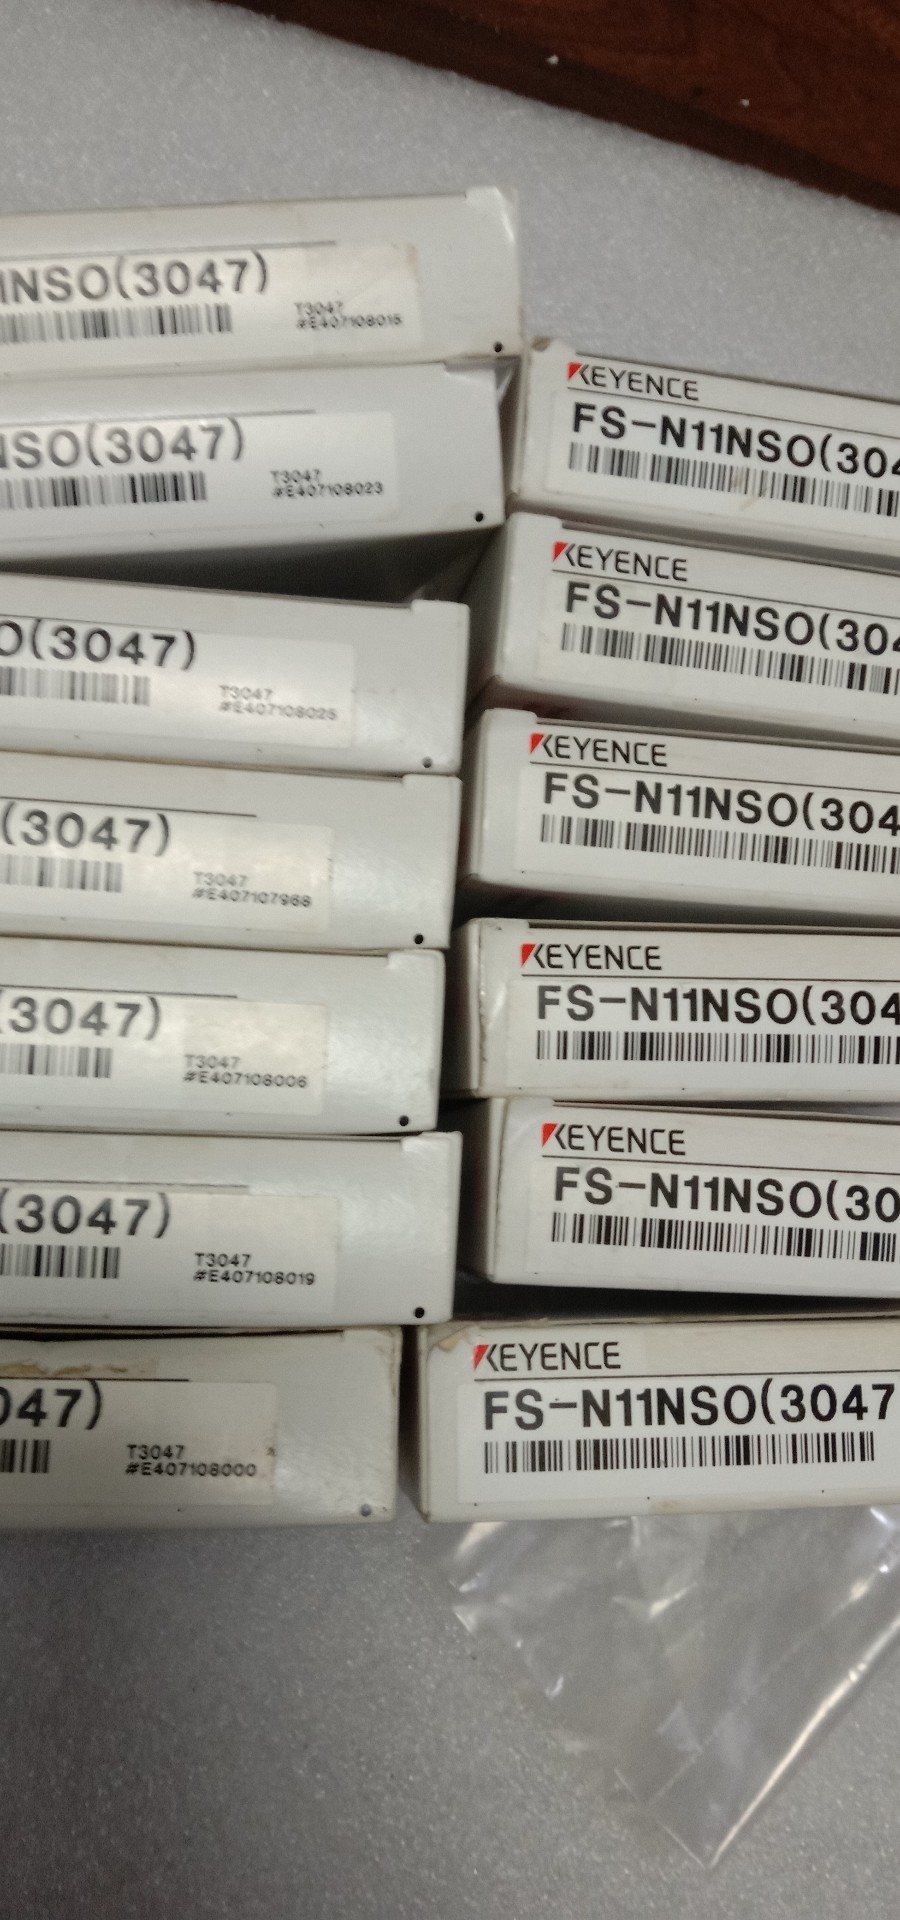 1NSO(3047)
T3047
#E407108015
NSO(3047)
T3047
#E407108023
O(3047)
T3047
#E407108025
(3047)
T3047
#E407107968
(3047)
T3047
#E407108006
(3047)
T3047
#E407108019
047)
T3047
#E407108000
KEYENCE
FS-N11NSO(304
KEYENCE
FS-N11NSO(304
KEYENCE
FS-N11NSO(304
KEYENCE
FS-N11NSO(304
KEYENCE
FS-N11NSO(30
KEYENCE
FS-N11NSO(3047